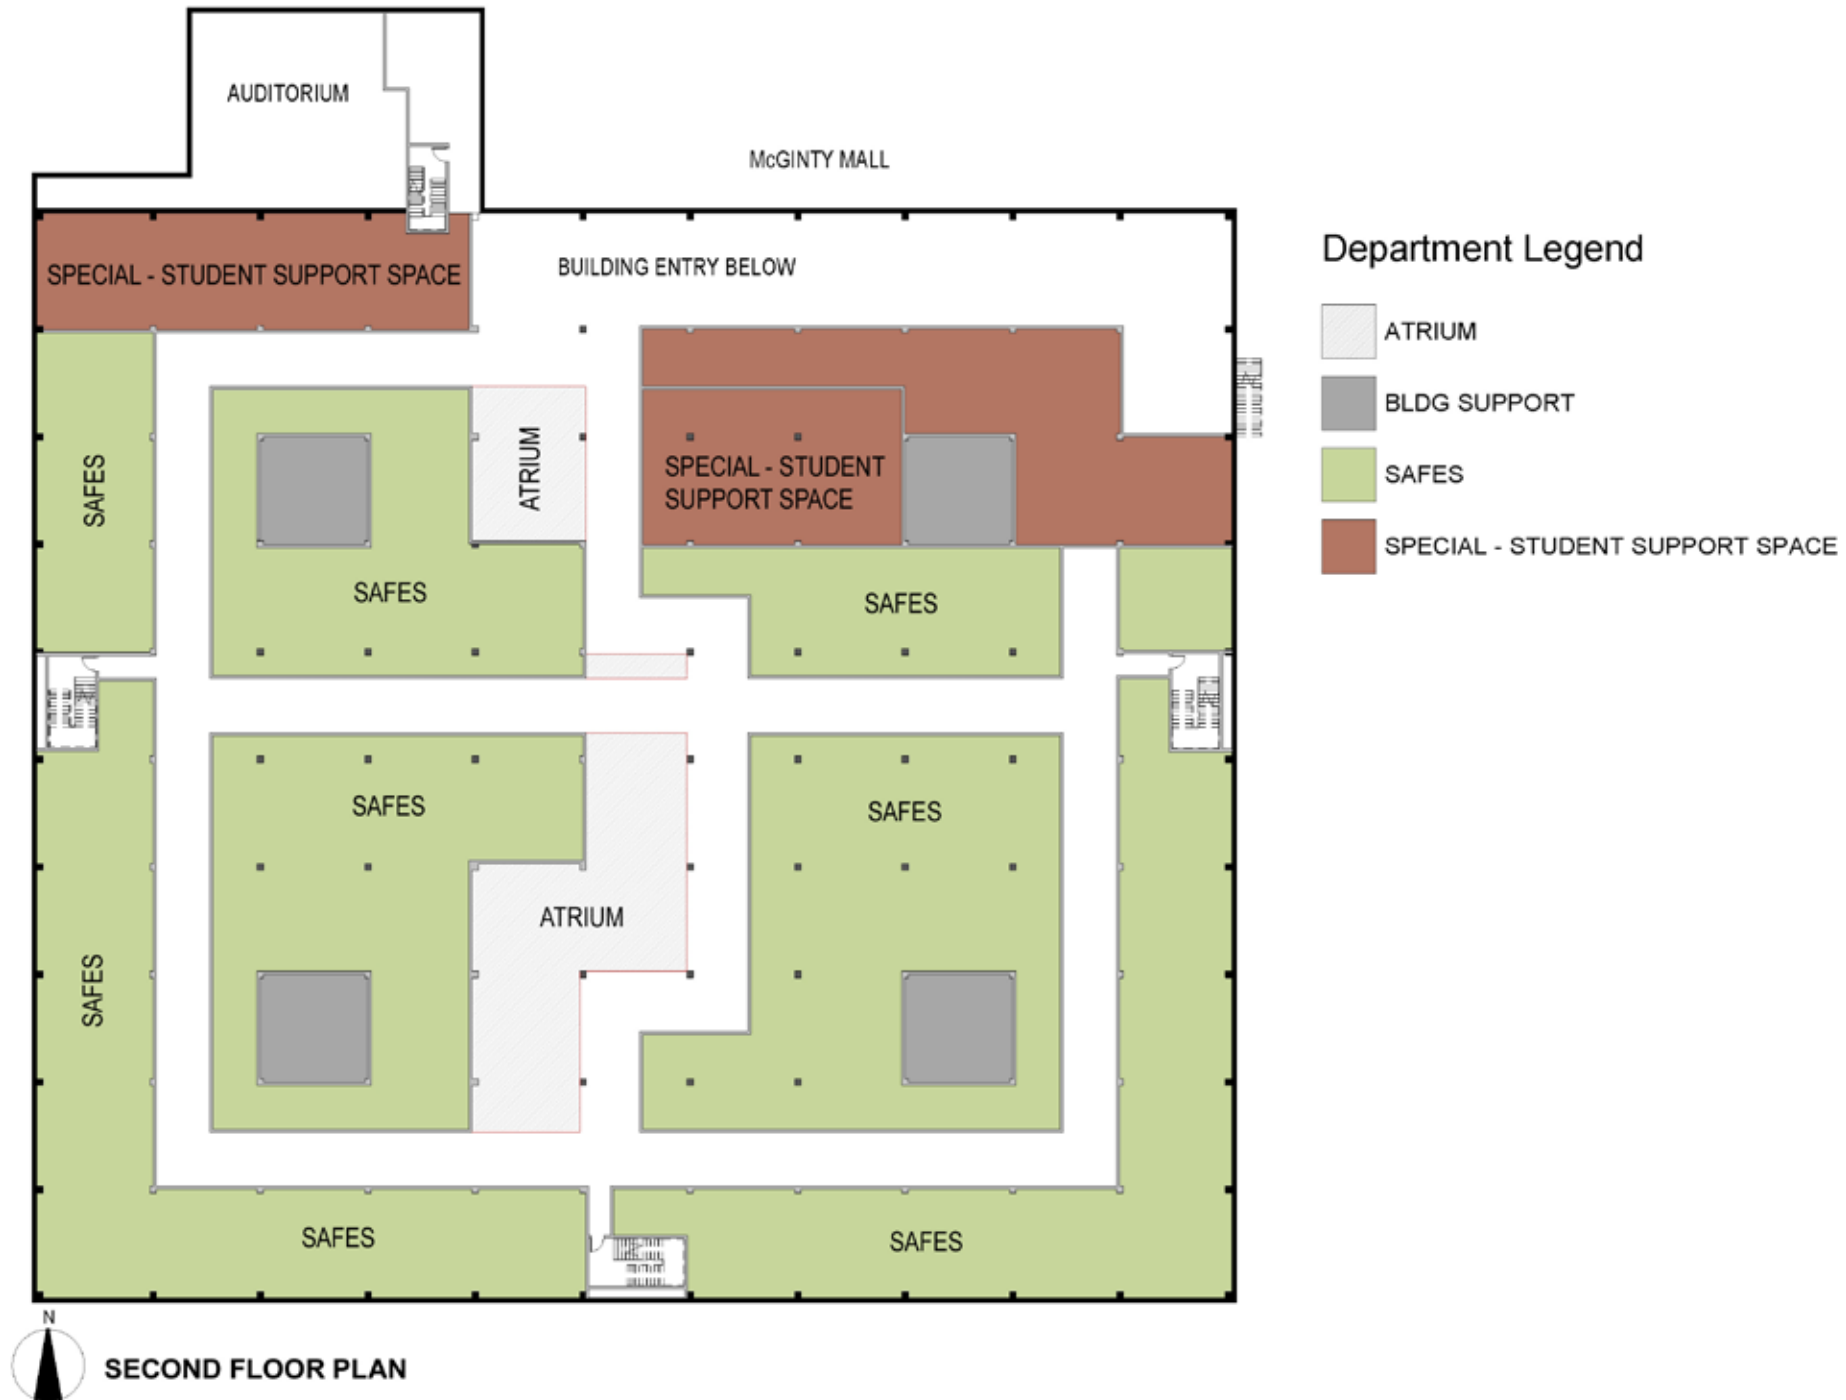 AUDITORIUM
McGINTY MALL
SPECIAL - STUDENT SUPPORT SPACE
BUILDING ENTRY BELOW
SAFES
ATRIUM
SPECIAL - STUDENT
SUPPORT SPACE
SAFES
SAFES
SAFES
SAFES
ATRIUM
SAFES
SAFES
SAFES
Department Legend
ATRIUM
BLDG SUPPORT
SAFES
SPECIAL - STUDENT SUPPORT SPACE
N
SECOND FLOOR PLAN